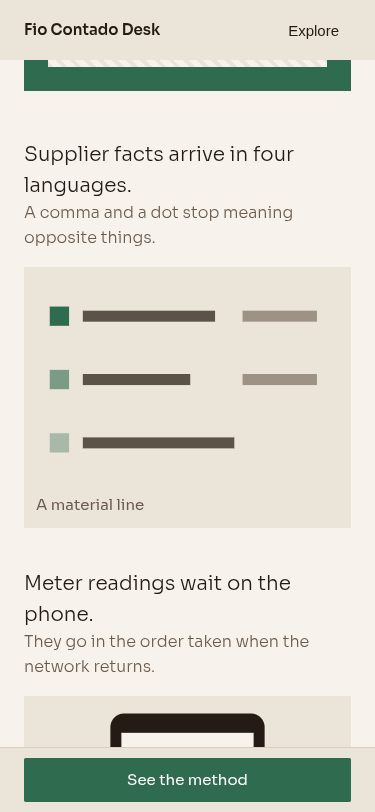 Fio Contado Desk
Explore
Supplier facts arrive in four
languages.
A comma and a dot stop meaning
opposite things.
A material line
Meter readings wait on the
phone.
They go in the order taken when the
network returns.
See the method